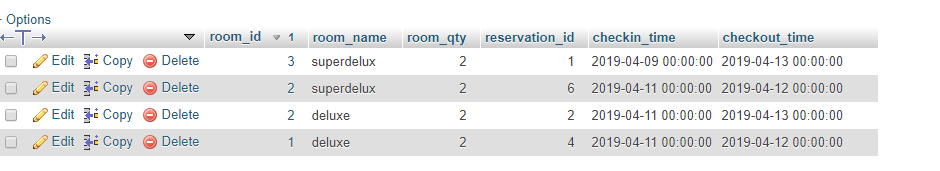 Options
room_id 1 room_name room_qty reservation_id checkin_time checkout_time
Edit Copy Delete 3 superdelux 2 1 2019-04-09 00:00:00 2019-04-13 00:00:00
Edit Copy Delete 2 superdelux 2 6 2019-04-11 00:00:00 2019-04-12 00:00:00
Edit Copy Delete 2 deluxe 2 2 2019-04-11 00:00:00 2019-04-13 00:00:00
Edit Copy Delete 1 deluxe 2 4 2019-04-11 00:00:00 2019-04-12 00:00:00